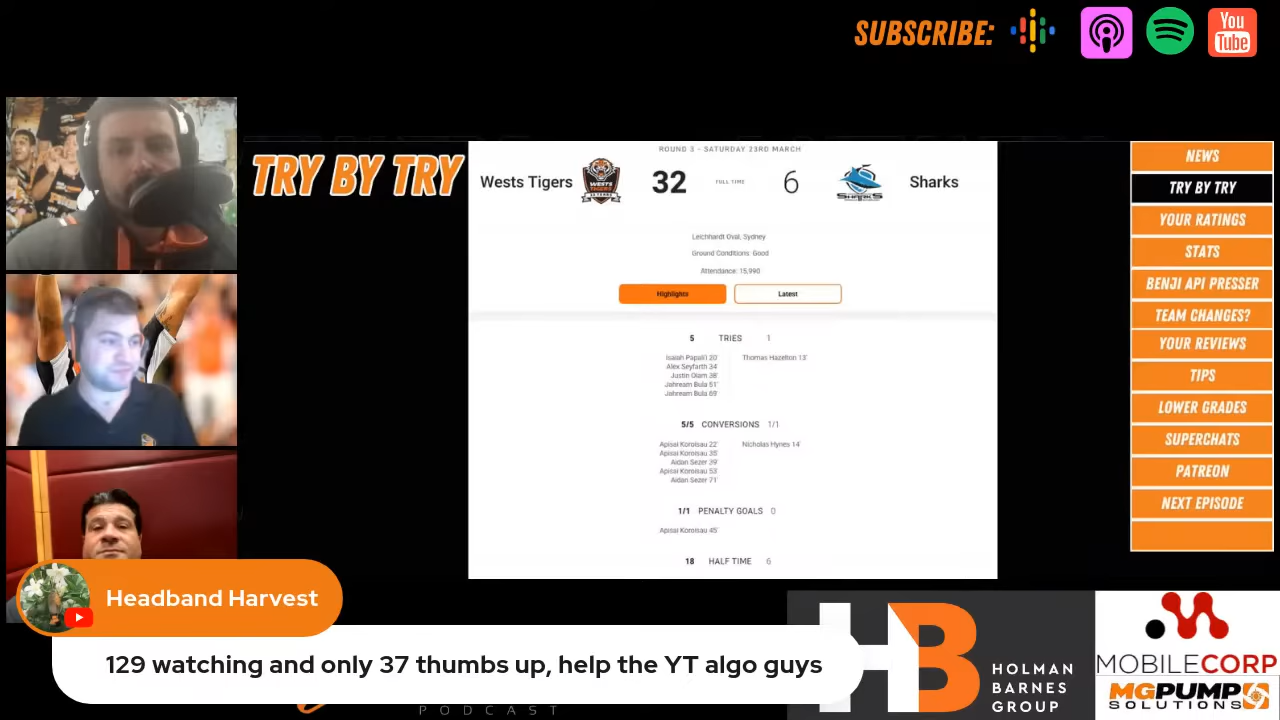 SUBSCRIBE:
You
Tube
TRY BY TRY
ROUND 3 - SATURDAY 23RD MARCH
Wests Tigers
WESTS
TIGERS
32
FULL TIME
6
SHARKS
Sharks
Leichhardt Oval, Sydney
Ground Conditions: Good
Attendance: 15,990
Highlights
Latest
5 TRIES 1
Isaiah Papali'i 20'
Thomas Hazelton 13'
Alex Seyfarth 34'
Justin Olam 38'
Jahream Bula 51'
Jahream Bula 69'
5/5 CONVERSIONS 1/1
Apisai Koroisau 22'
Nicholas Hynes 14'
Apisai Koroisau 35'
Aidan Sezer 39'
Apisai Koroisau 53'
Aidan Sezer 71'
1/1 PENALTY GOALS 0
Apisai Koroisau 45'
18 HALF TIME 6
NEWS
TRY BY TRY
YOUR RATINGS
STATS
BENJI API PRESSER
TEAM CHANGES?
YOUR REVIEWS
TIPS
LOWER GRADES
SUPERCHATS
PATREON
NEXT EPISODE
Headband Harvest
129 watching and only 37 thumbs up, help the YT algo guys
PODCAST
HB
HOLMAN
BARNES
GROUP
MOBILECORP
MGPUMP
SOLUTIONS